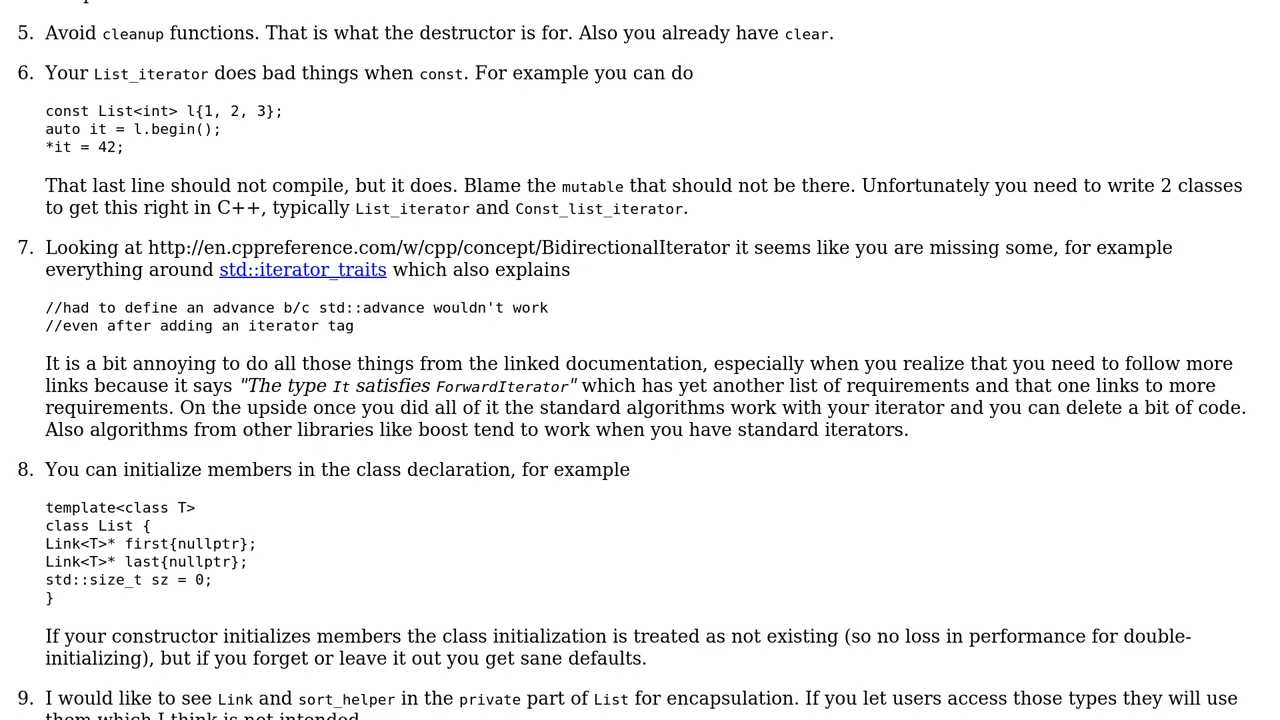 5. Avoid cleanup functions. That is what the destructor is for. Also you already have clear.
6. Your List_iterator does bad things when const. For example you can do
const List<int> l{1, 2, 3};
auto it = l.begin();
*it = 42;
That last line should not compile, but it does. Blame the mutable that should not be there. Unfortunately you need to write 2 classes
to get this right in C++, typically List_iterator and Const_list_iterator.
7. Looking at http://en.cppreference.com/w/cpp/concept/BidirectionalIterator it seems like you are missing some, for example
everything around std::iterator_traits which also explains
//had to define an advance b/c std::advance wouldn't work
//even after adding an iterator tag
It is a bit annoying to do all those things from the linked documentation, especially when you realize that you need to follow more
links because it says "The type It satisfies ForwardIterator" which has yet another list of requirements and that one links to more
requirements. On the upside once you did all of it the standard algorithms work with your iterator and you can delete a bit of code.
Also algorithms from other libraries like boost tend to work when you have standard iterators.
8. You can initialize members in the class declaration, for example
template<class T>
class List {
Link<T>* first{nullptr};
Link<T>* last{nullptr};
std::size_t sz = 0;
}
If your constructor initializes members the class initialization is treated as not existing (so no loss in performance for double-
initializing), but if you forget or leave it out you get sane defaults.
9. I would like to see Link and sort_helper in the private part of List for encapsulation. If you let users access those types they will use
them which I think is not intended